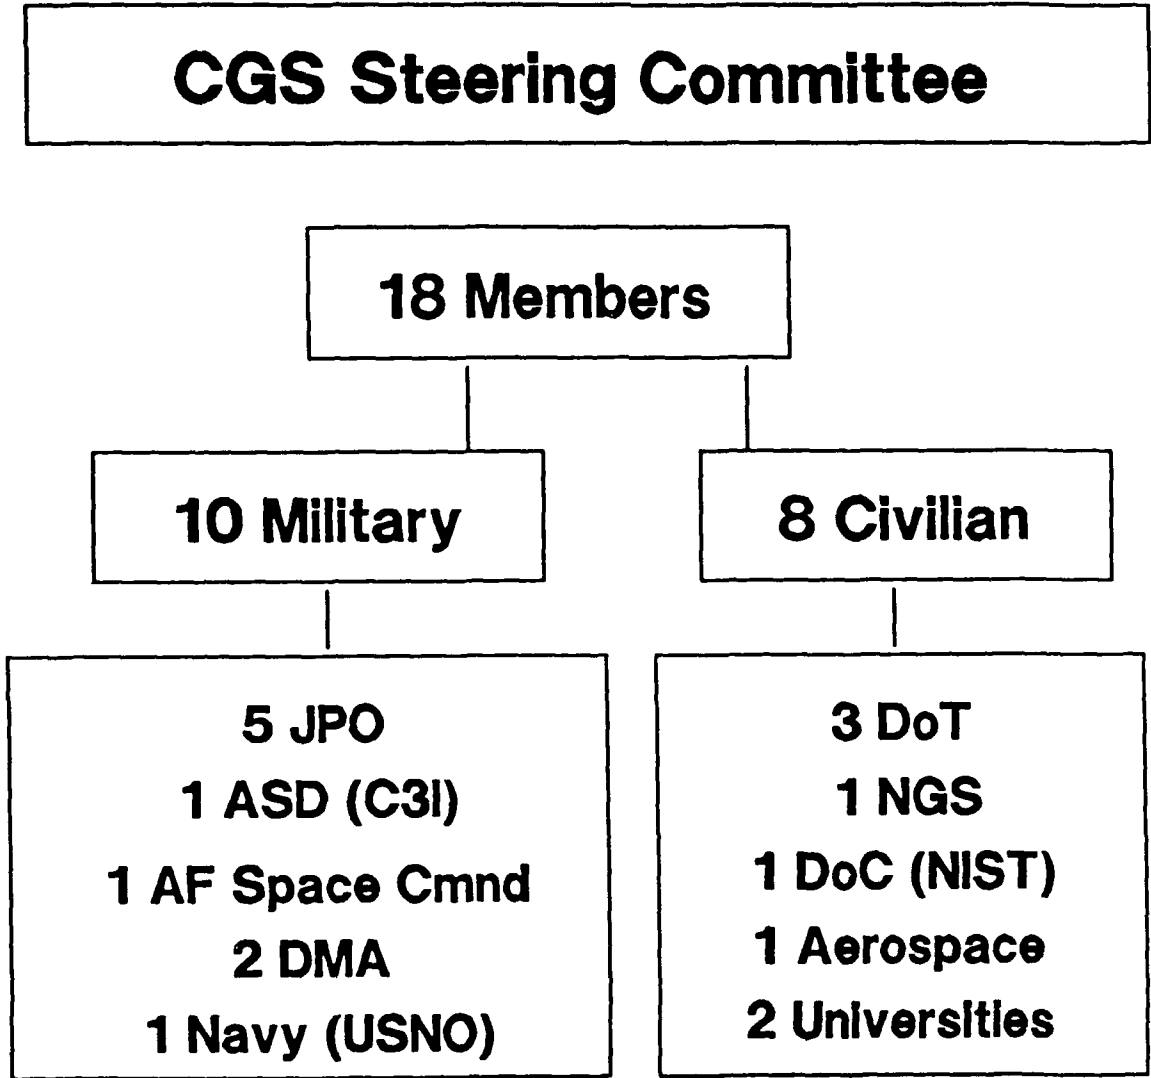 CGS Steering Committee
18 Members
10 Military
8 Civilian
5 JPO
1 ASD (C3I)
1 AF Space Cmnd
2 DMA
1 Navy (USNO)
3 DoT
1 NGS
1 DoC (NIST)
1 Aerospace
2 Universities